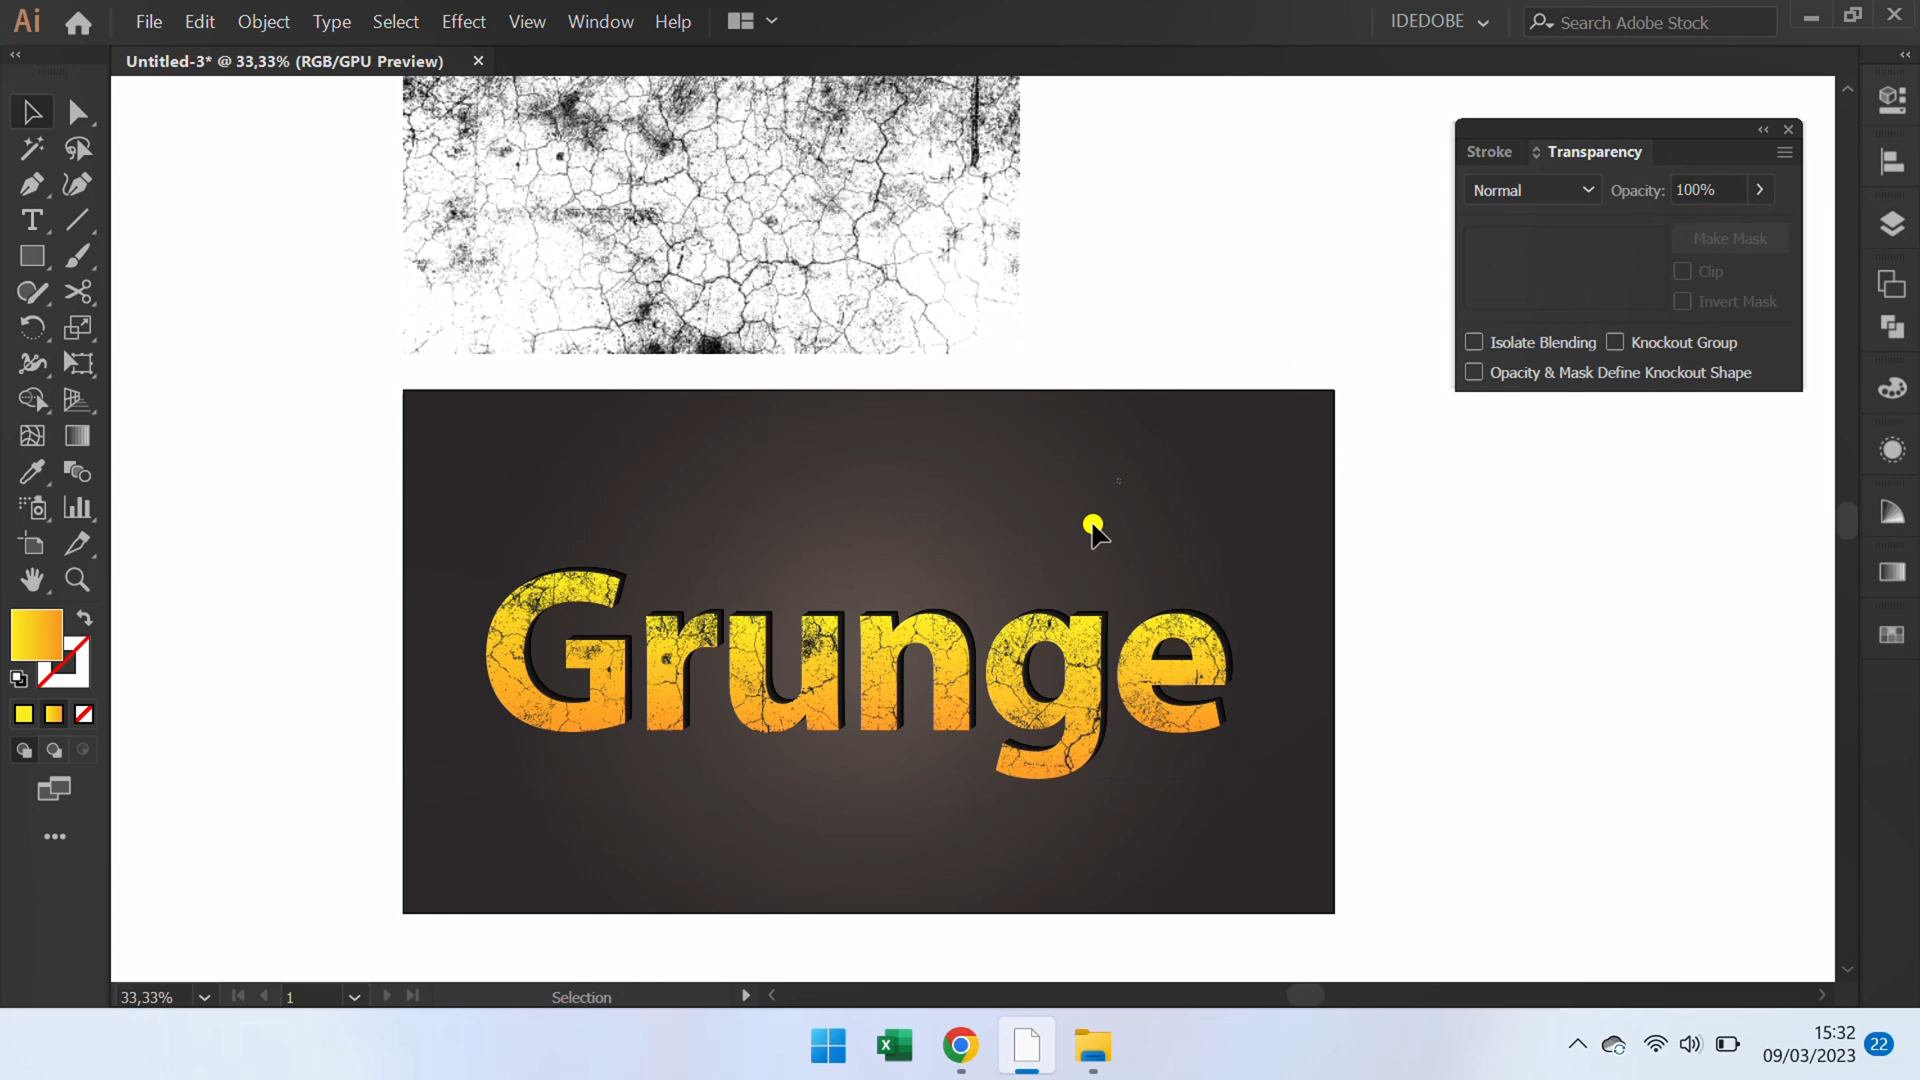 Ai File Edit Object Type Select Effect View Window Help IDEDOBE Search Adobe Stock
Untitled-3* @ 33,33% (RGB/GPU Preview)
Stroke Transparency
Normal Opacity: 100%
Make Mask
Clip
Invert Mask
Isolate Blending Knockout Group
Opacity & Mask Define Knockout Shape
Grunge
33,33% 1 Selection
15:32
09/03/2023 22